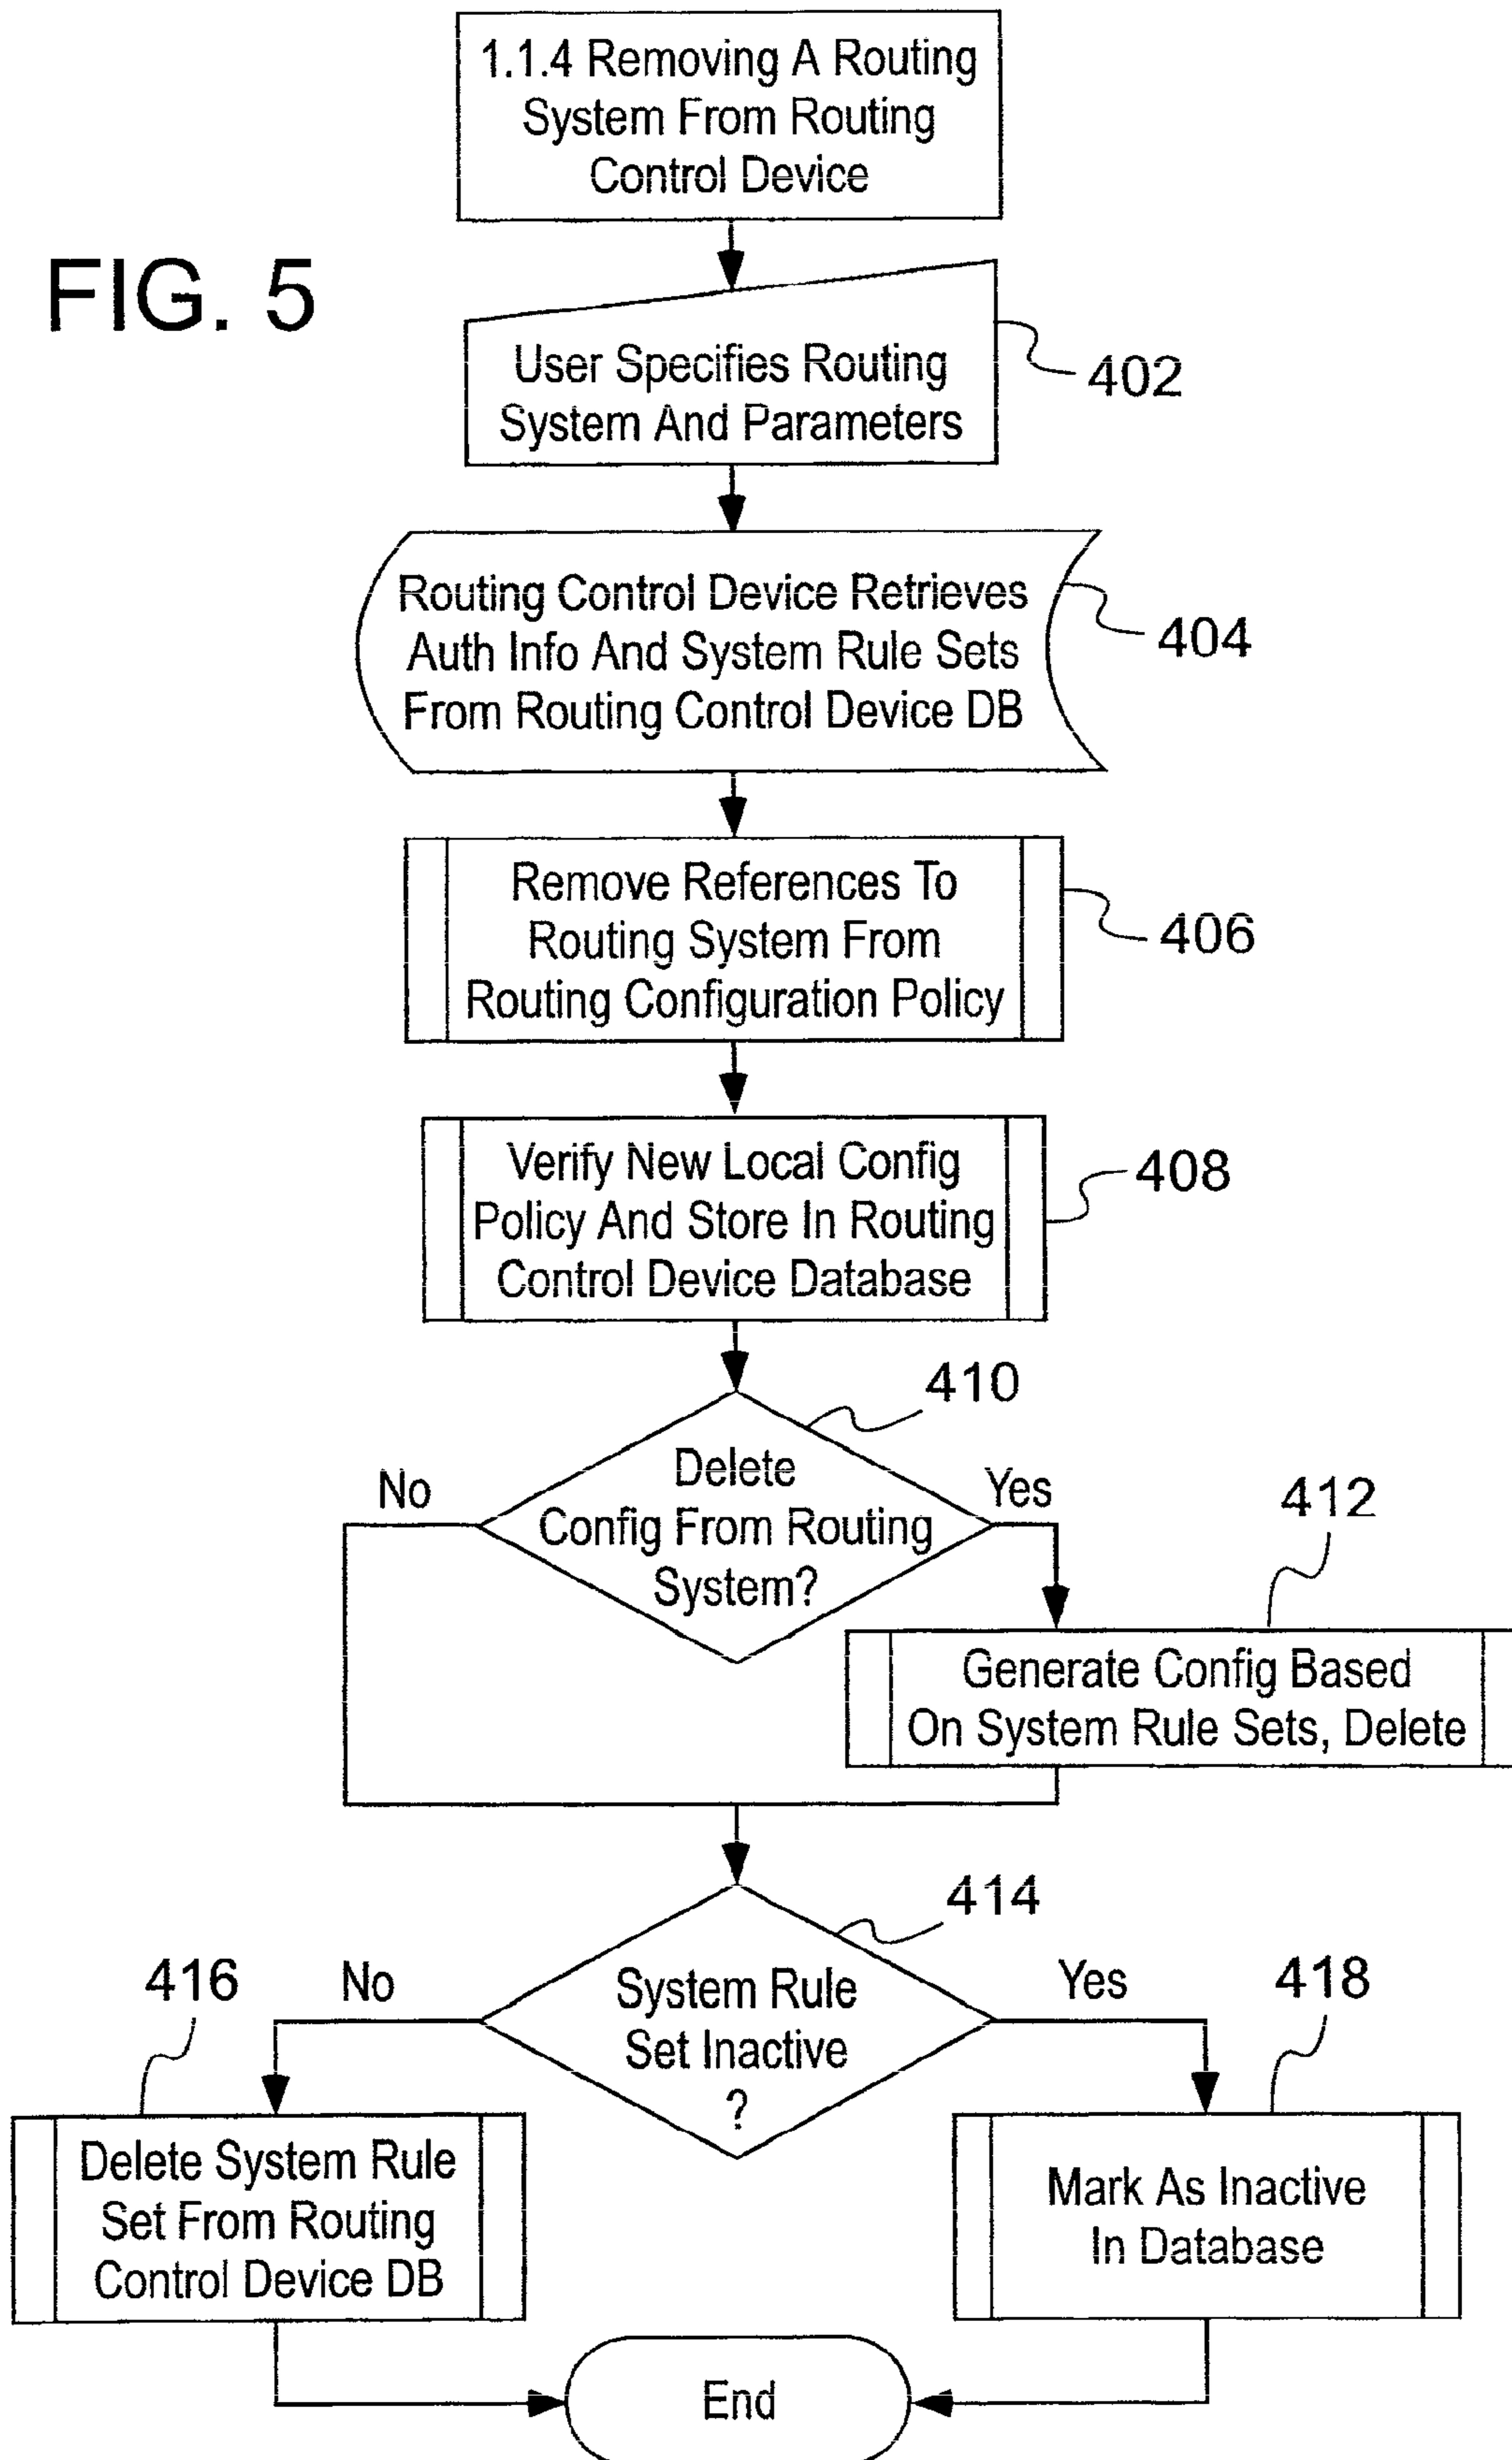 1.1.4 Removing A Routing
System From Routing
Control Device
FIG. 5
User Specifies Routing
System And Parameters
402
Routing Control Device Retrieves
Auth Info And System Rule Sets
From Routing Control Device DB
404
Remove References To
Routing System From
Routing Configuration Policy
406
Verify New Local Config
Policy And Store In Routing
Control Device Database
408
410
Delete
Config From Routing
System?
No
Yes
412
Generate Config Based
On System Rule Sets, Delete
414
System Rule
Set Inactive
?
No
Yes
416
418
Delete System Rule
Set From Routing
Control Device DB
Mark As Inactive
In Database
End